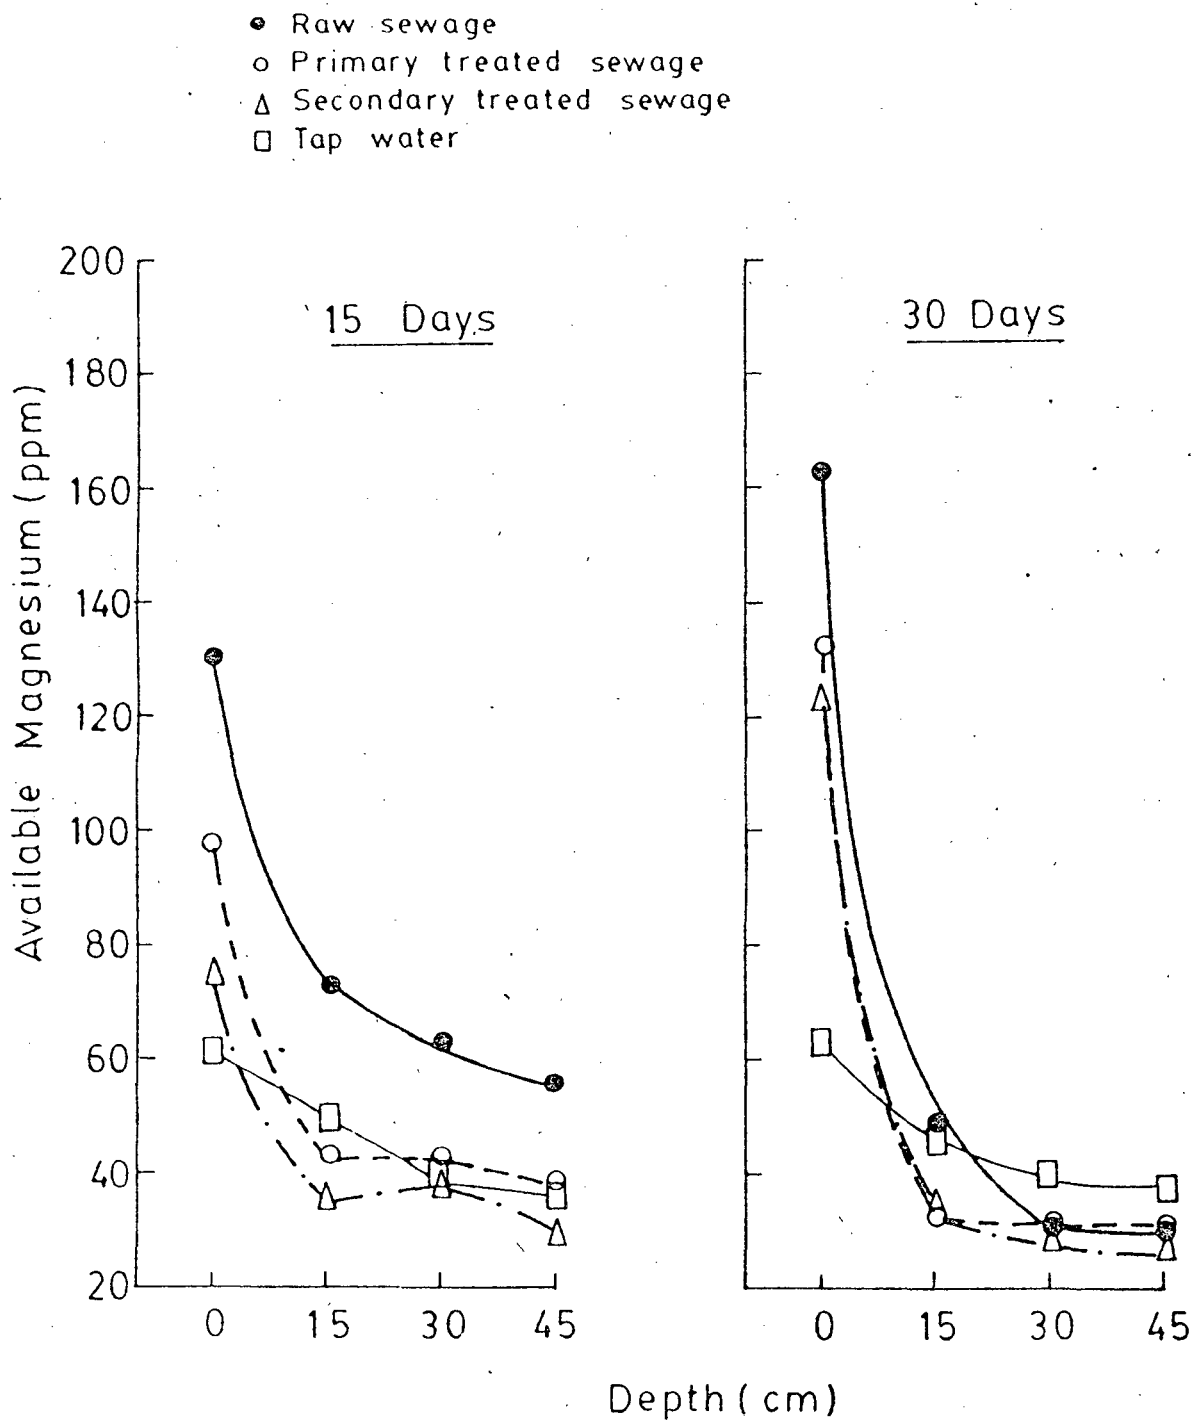 Raw sewage
Primary treated sewage
Secondary treated sewage
Tap water
15 Days
30 Days
Available Magnesium (ppm)
200
180
160
140
120
100
80
60
40
20
0 15 30 45
0 15 30 45
Depth (cm)